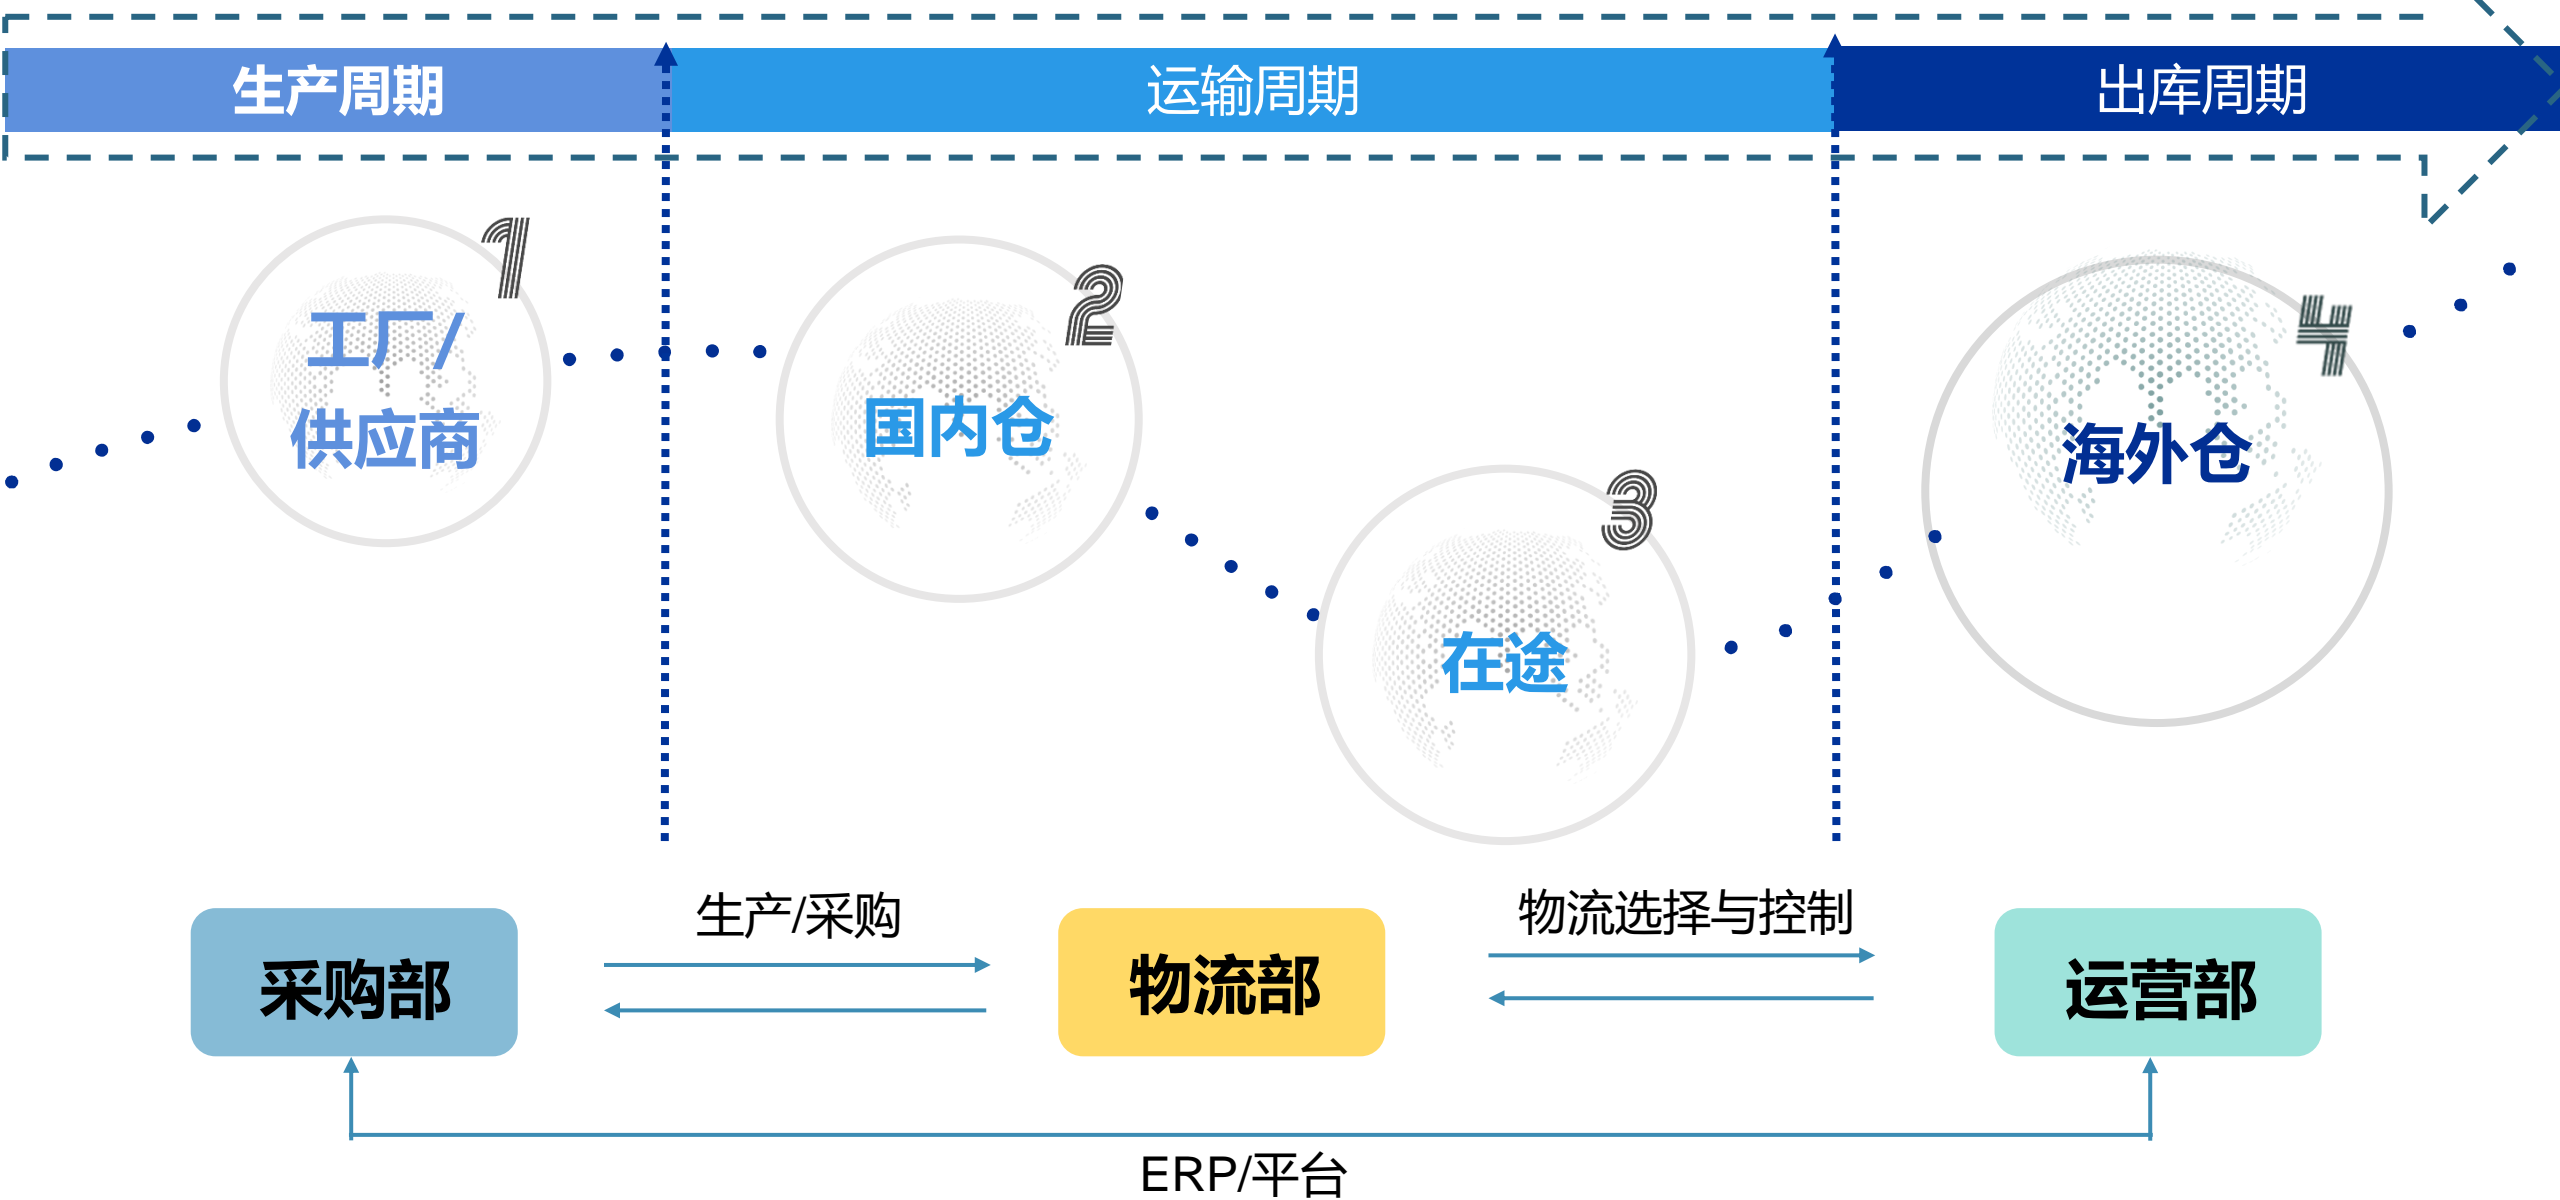 生产周期
运输周期
出库周期
1
工厂/
供应商
2
国内仓
3
在途
4
海外仓
生产/采购
物流选择与控制
采购部
物流部
运营部
ERP/平台